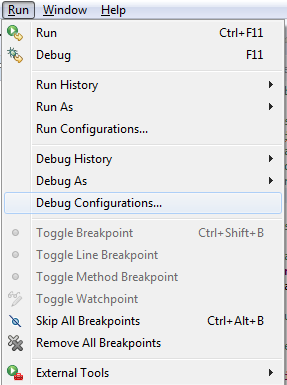 Run Window Help
Run Ctrl+F11
Debug F11
Run History
Run As
Run Configurations...
Debug History
Debug As
Debug Configurations...
Toggle Breakpoint Ctrl+Shift+B
Toggle Line Breakpoint
Toggle Method Breakpoint
Toggle Watchpoint
Skip All Breakpoints Ctrl+Alt+B
Remove All Breakpoints
External Tools